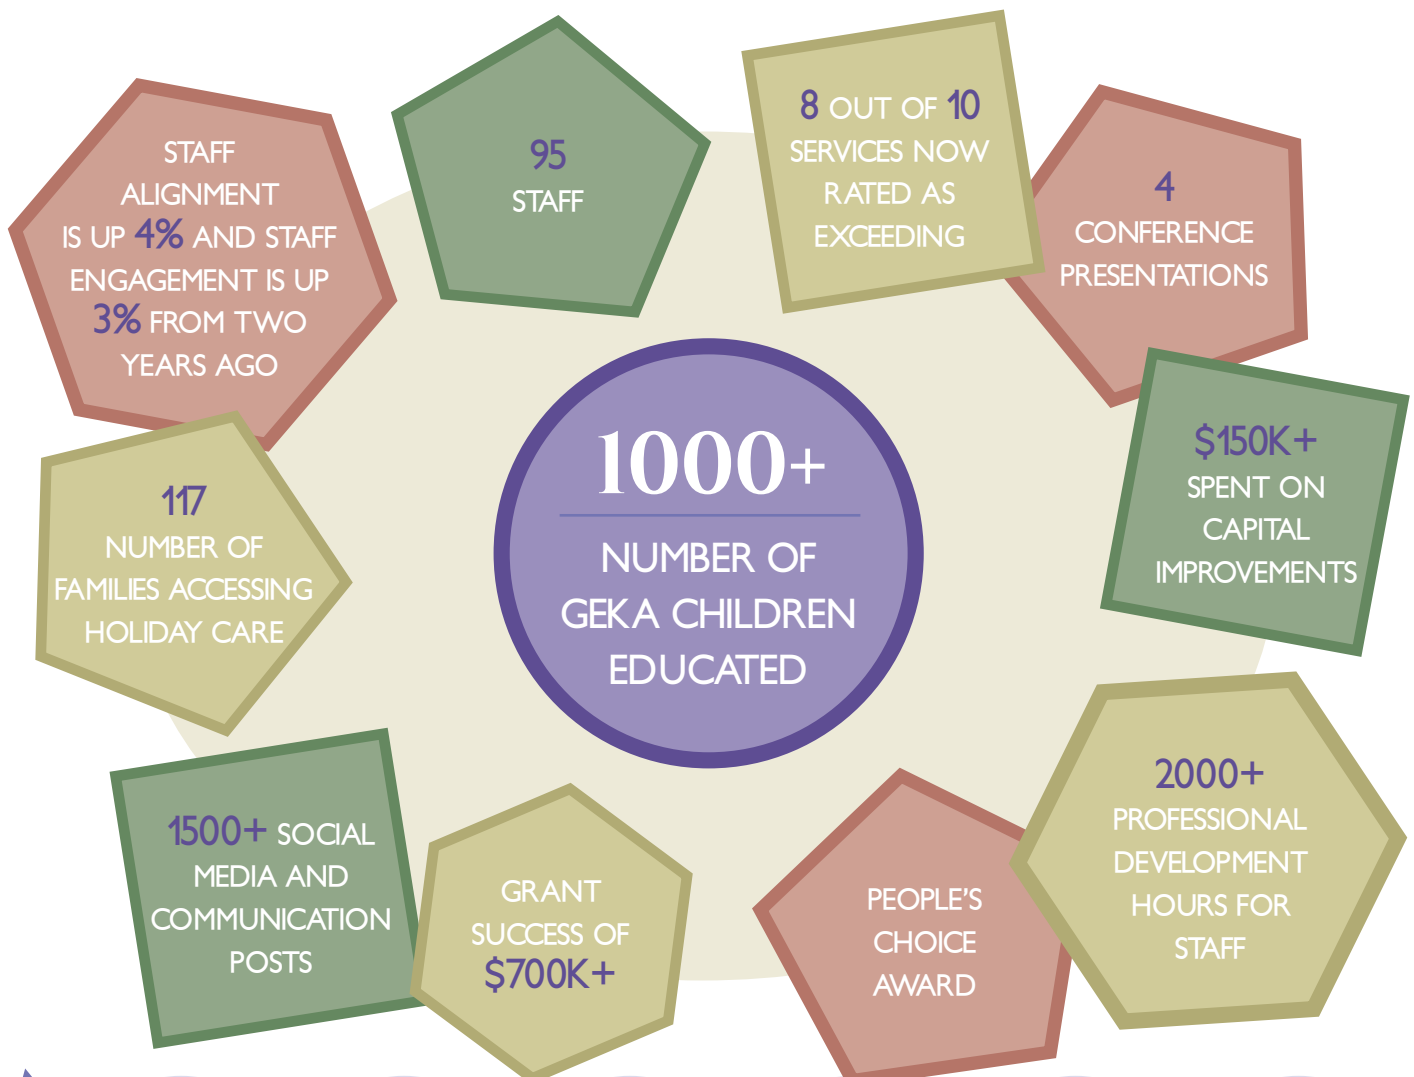 STAFF
ALIGNMENT
IS UP 4% AND STAFF
ENGAGEMENT IS UP
3% FROM TWO
YEARS AGO
95
STAFF
8 OUT OF 10
SERVICES NOW
RATED AS
EXCEEDING
4
CONFERENCE
PRESENTATIONS
$150K+
SPENT ON
CAPITAL
IMPROVEMENTS
1000+
NUMBER OF
GEKA CHILDREN
EDUCATED
117
NUMBER OF
FAMILIES ACCESSING
HOLIDAY CARE
1500+ SOCIAL
MEDIA AND
COMMUNICATION
POSTS
GRANT
SUCCESS OF
$700K+
PEOPLE'S
CHOICE
AWARD
2000+
PROFESSIONAL
DEVELOPMENT
HOURS FOR
STAFF